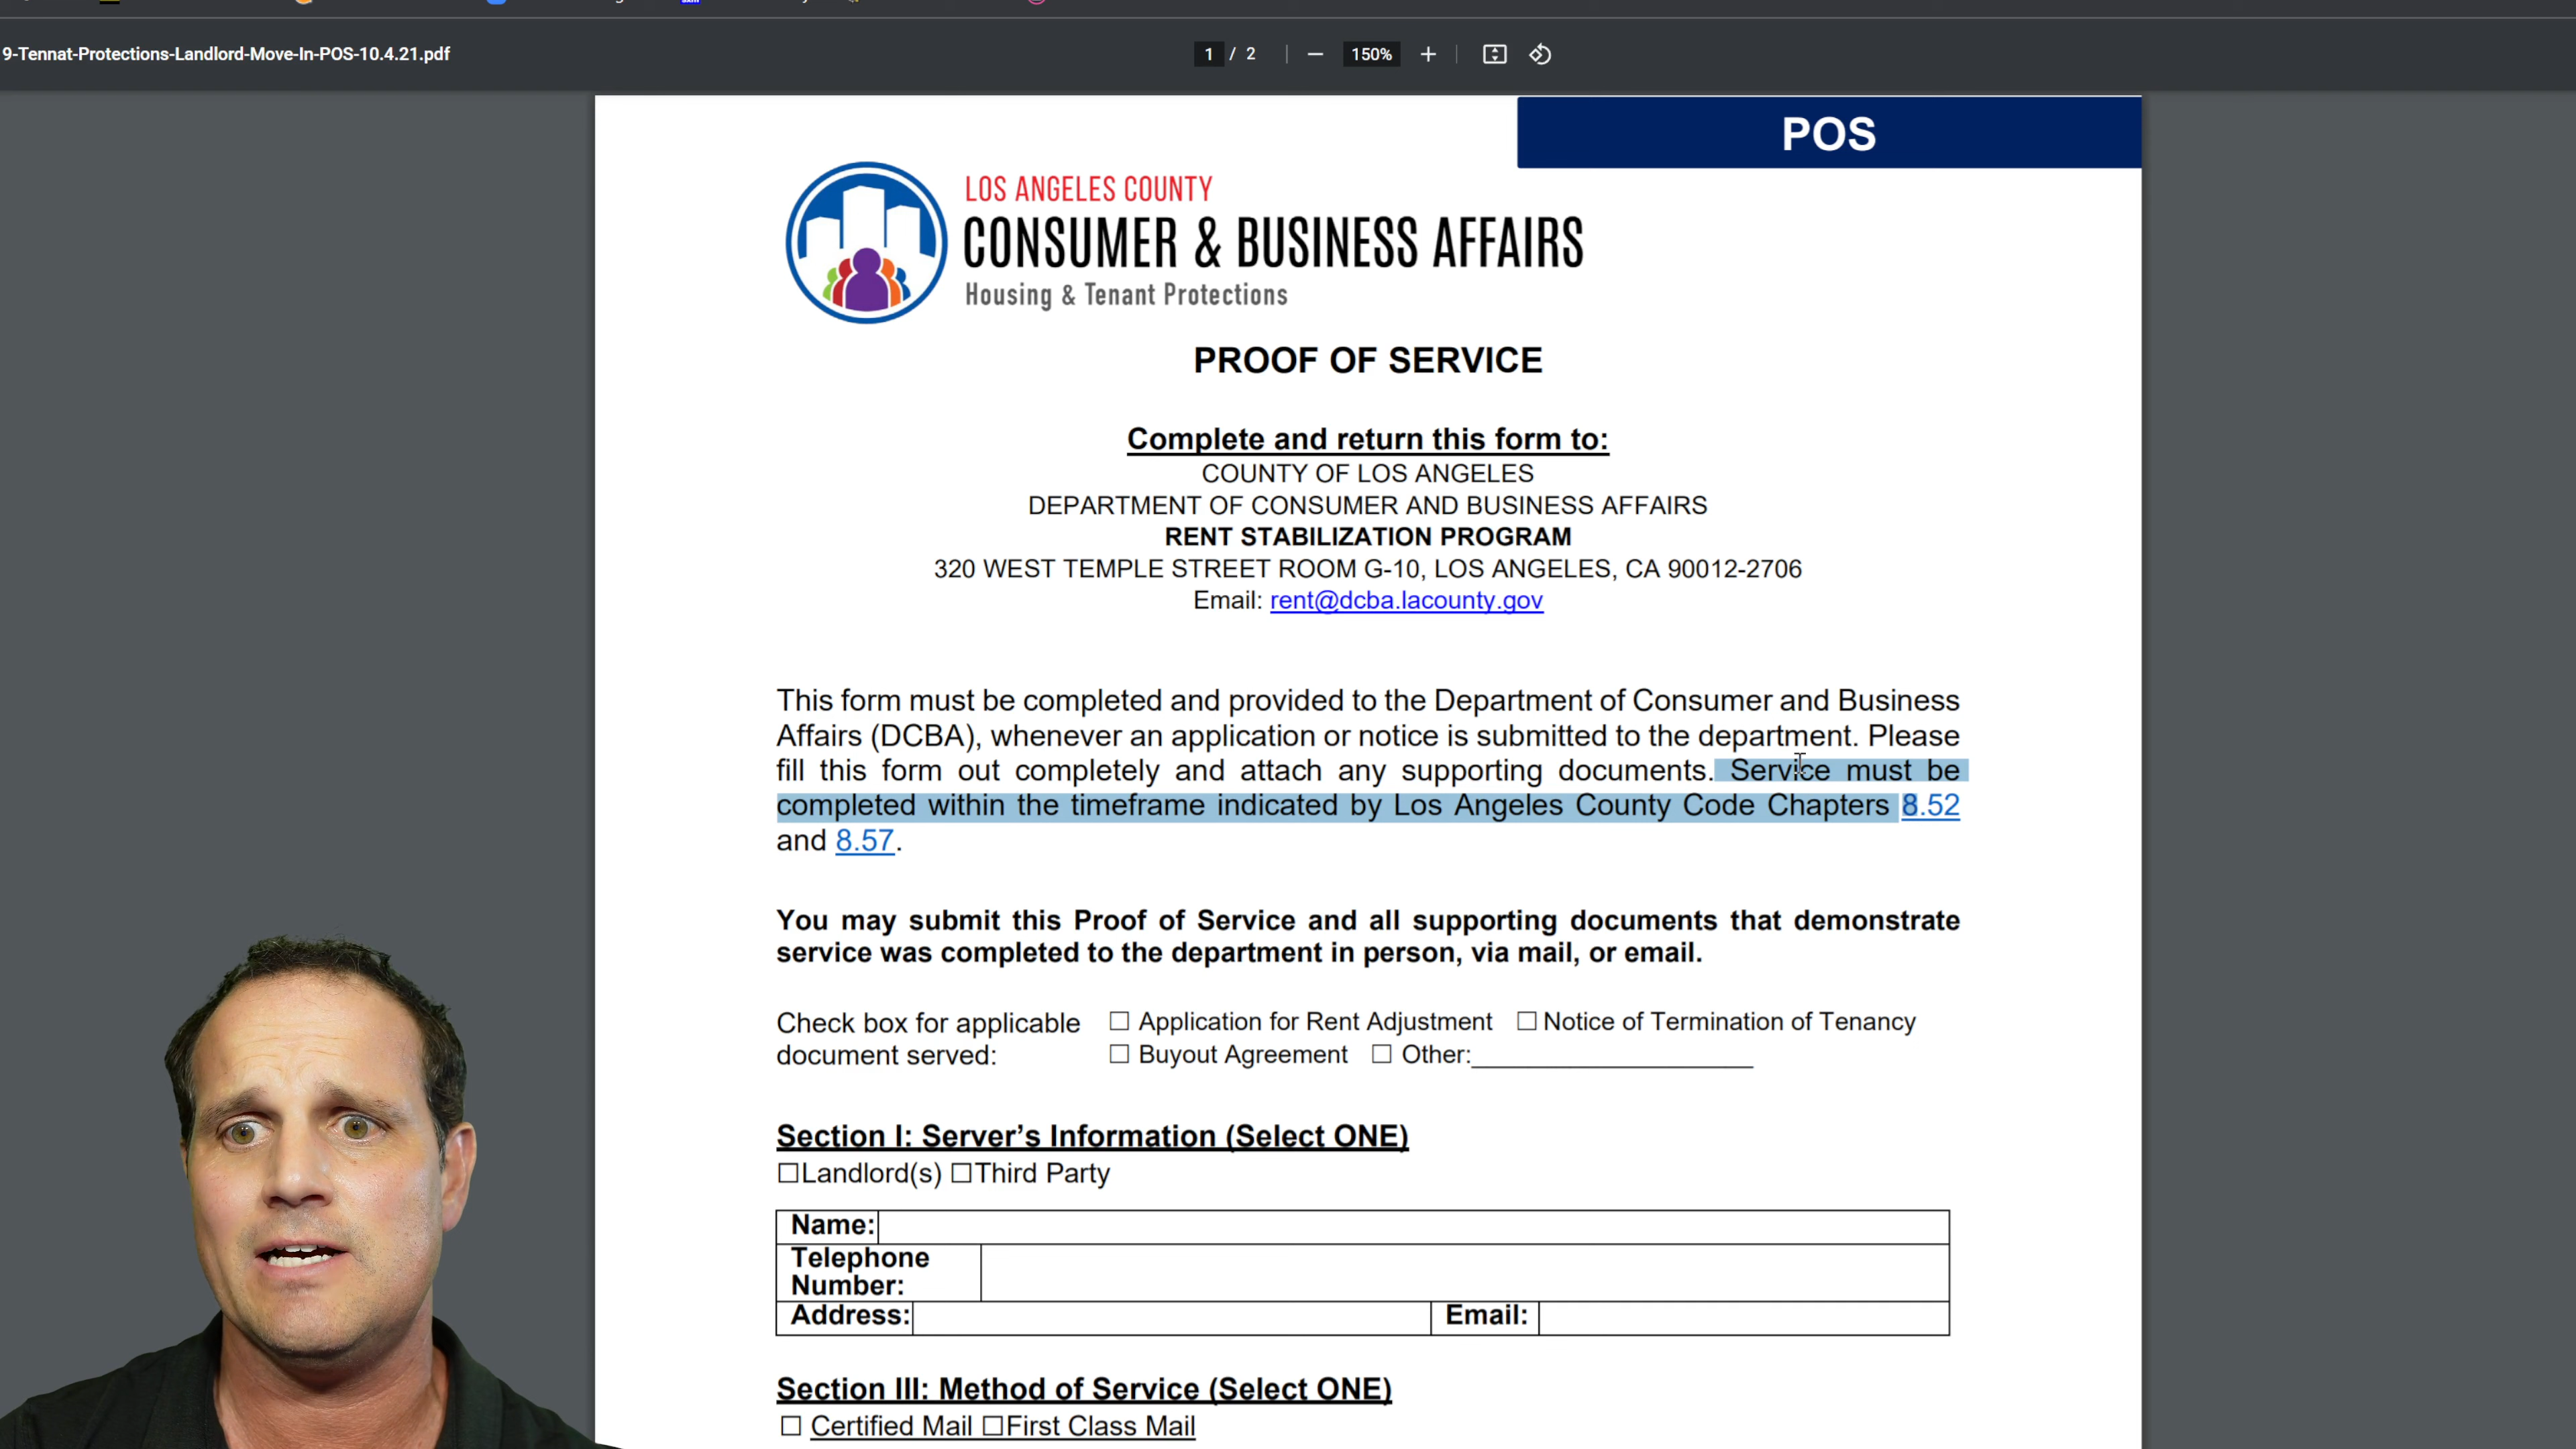 9-Tennat-Protections-Landlord-Move-In-POS-10.4.21.pdf
1 / 2
150%
POS
LOS ANGELES COUNTY
CONSUMER & BUSINESS AFFAIRS
Housing & Tenant Protections
PROOF OF SERVICE
Complete and return this form to:
COUNTY OF LOS ANGELES
DEPARTMENT OF CONSUMER AND BUSINESS AFFAIRS
RENT STABILIZATION PROGRAM
320 WEST TEMPLE STREET ROOM G-10, LOS ANGELES, CA 90012-2706
Email: rent@dcba.lacounty.gov
This form must be completed and provided to the Department of Consumer and Business
Affairs (DCBA), whenever an application or notice is submitted to the department. Please
fill this form out completely and attach any supporting documents. Service must be
completed within the timeframe indicated by Los Angeles County Code Chapters 8.52
and 8.57.
You may submit this Proof of Service and all supporting documents that demonstrate
service was completed to the department in person, via mail, or email.
Check box for applicable ☐ Application for Rent Adjustment ☐ Notice of Termination of Tenancy
document served: ☐ Buyout Agreement ☐ Other:____________________
Section I: Server's Information (Select ONE)
☐Landlord(s) ☐Third Party
Name:
Telephone
Number:
Address: Email:
Section III: Method of Service (Select ONE)
☐ Certified Mail ☐First Class Mail